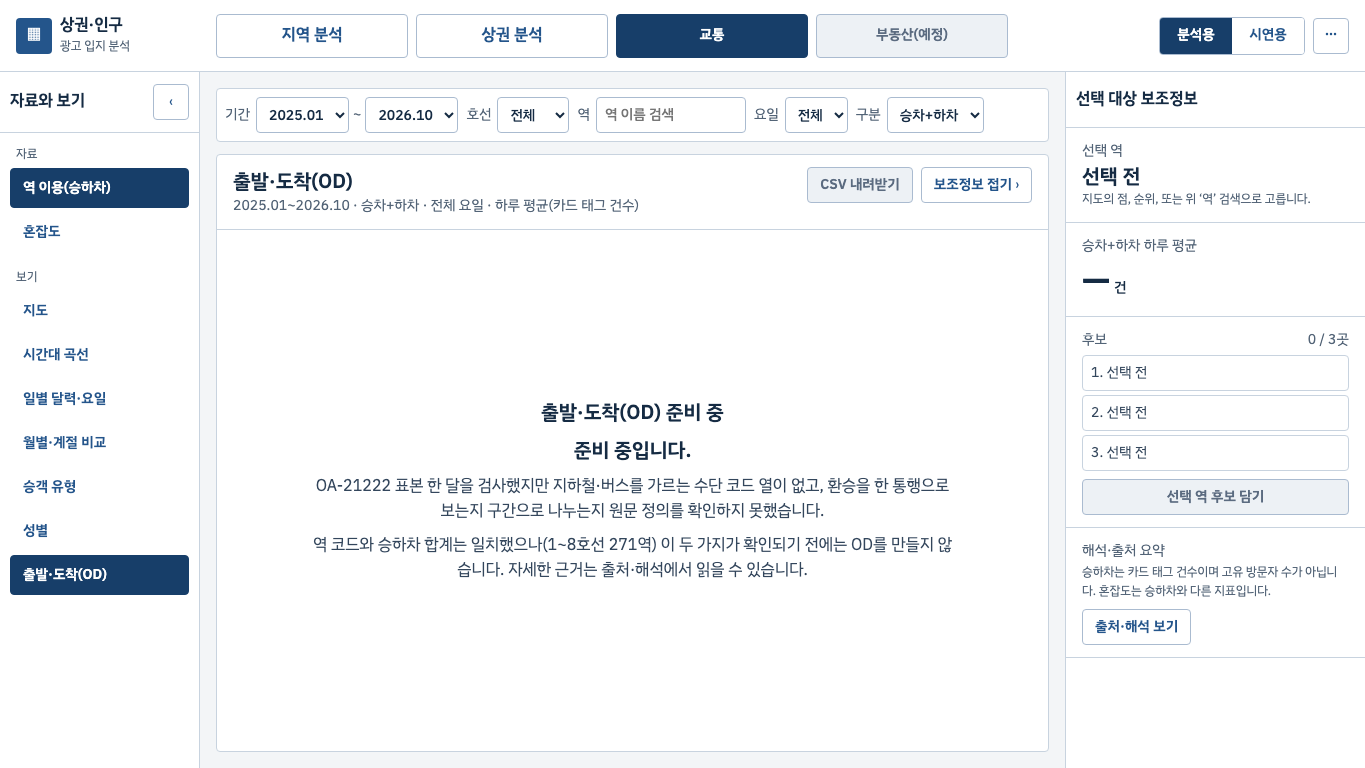 상권·인구
광고 입지 분석
지역 분석
상권 분석
교통
부동산(예정)
분석용
시연용
···
자료와 보기
‹
자료
역 이용(승하차)
혼잡도
보기
지도
시간대 곡선
일별 달력·요일
월별·계절 비교
승객 유형
성별
출발·도착(OD)
기간 2025.01 ~ 2026.10 호선 전체 역 역 이름 검색 요일 전체 구분 승차+하차
출발·도착(OD)
2025.01~2026.10 · 승차+하차 · 전체 요일 · 하루 평균(카드 태그 건수)
CSV 내려받기
보조정보 접기 ›
출발·도착(OD) 준비 중
준비 중입니다.
OA-21222 표본 한 달을 검사했지만 지하철·버스를 가르는 수단 코드 열이 없고, 환승을 한 통행으로
보는지 구간으로 나누는지 원문 정의를 확인하지 못했습니다.
역 코드와 승하차 합계는 일치했으나(1~8호선 271역) 이 두 가지가 확인되기 전에는 OD를 만들지 않
습니다. 자세한 근거는 출처·해석에서 읽을 수 있습니다.
선택 대상 보조정보
선택 역
선택 전
지도의 점, 순위, 또는 위 ‘역’ 검색으로 고릅니다.
승차+하차 하루 평균
— 건
후보 0 / 3곳
1. 선택 전
2. 선택 전
3. 선택 전
선택 역 후보 담기
해석·출처 요약
승하차는 카드 태그 건수이며 고유 방문자 수가 아닙니
다. 혼잡도는 승하차와 다른 지표입니다.
출처·해석 보기